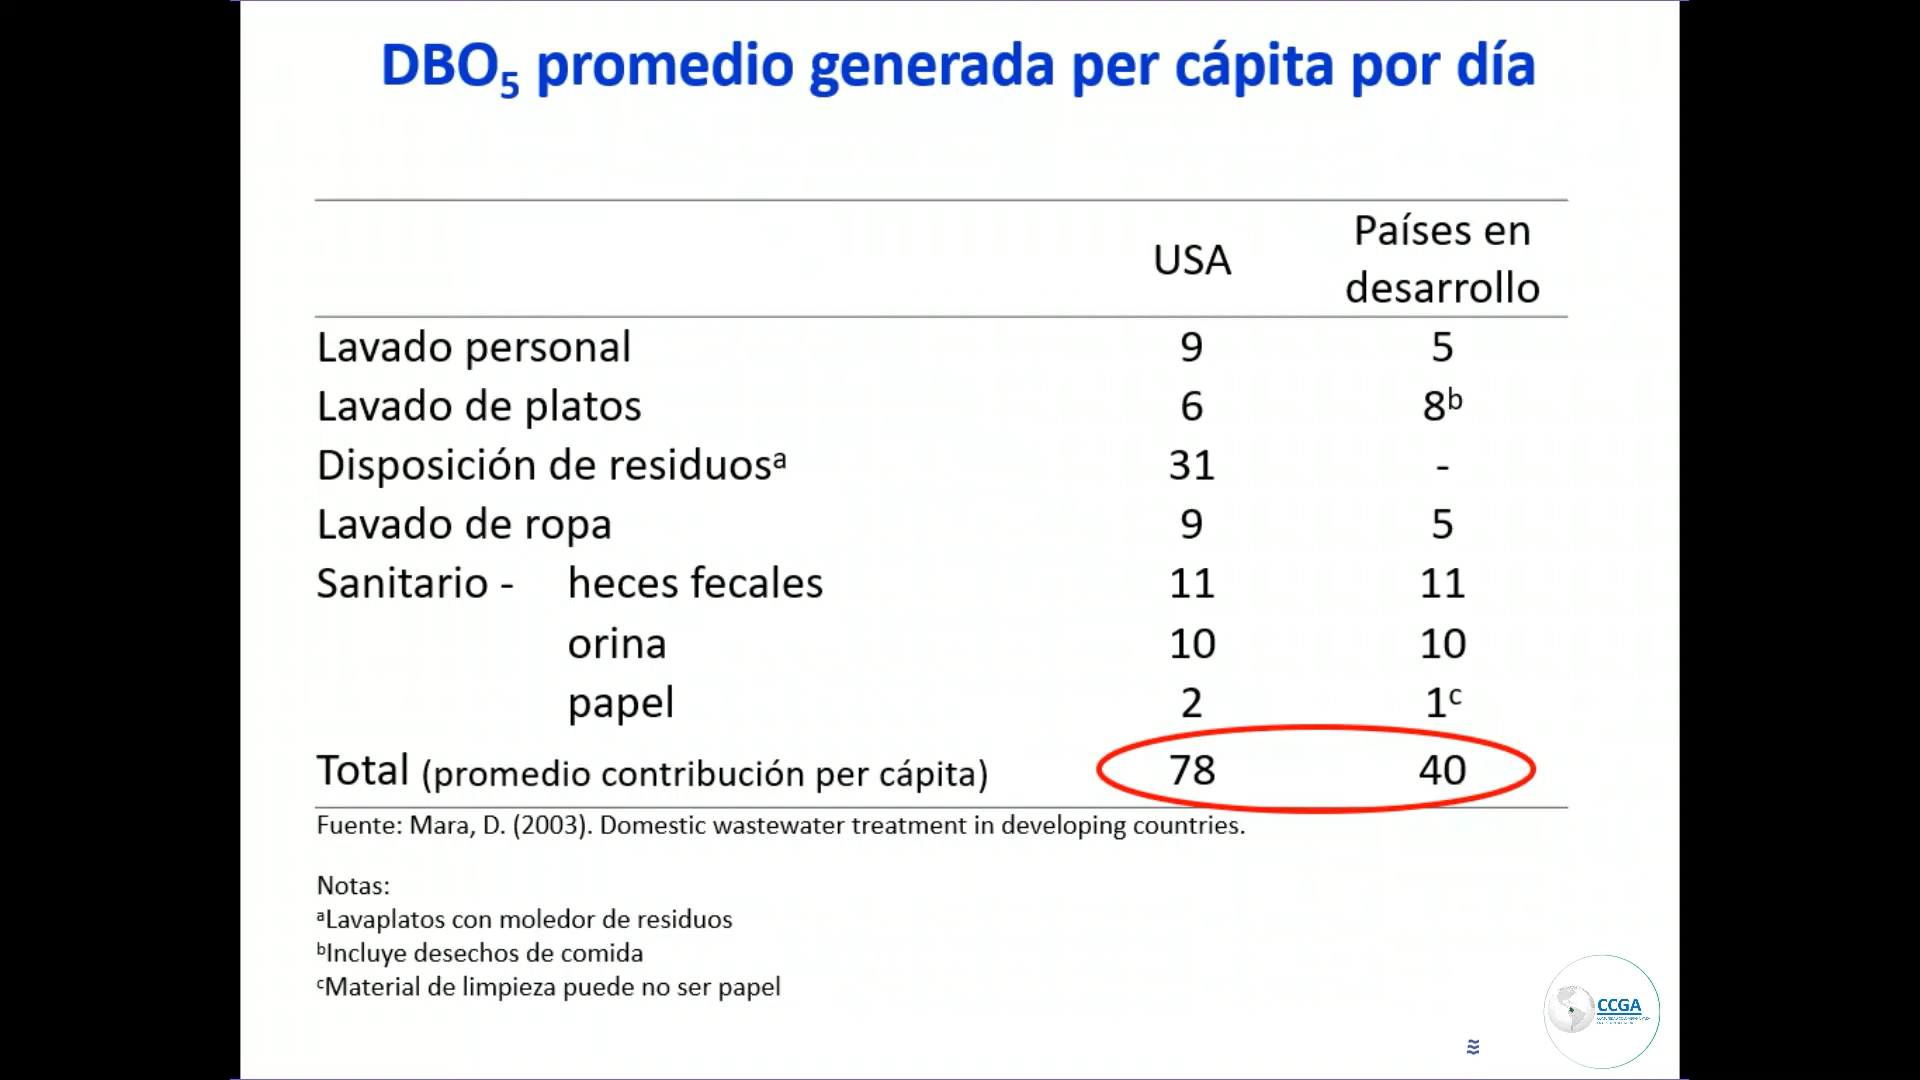 DBO₅ promedio generada per cápita por día
USA
Países en
desarrollo
Lavado personal 9 5
Lavado de platos 6 8ᵇ
Disposición de residuosᵃ 31 -
Lavado de ropa 9 5
Sanitario - heces fecales 11 11
orina 10 10
papel 2 1ᶜ
Total (promedio contribución per cápita) 78 40
Fuente: Mara, D. (2003). Domestic wastewater treatment in developing countries.
Notas:
ᵃLavaplatos con moledor de residuos
ᵇIncluye desechos de comida
ᶜMaterial de limpieza puede no ser papel
CCGA